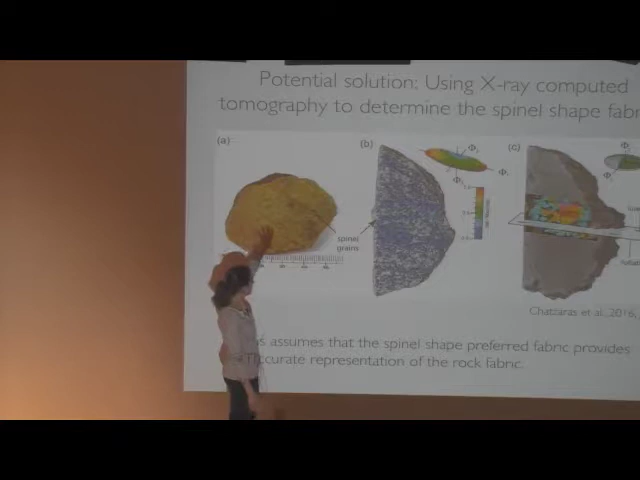 Potential solution: Using X-ray computed
tomography to determine the spinel shape
(a)
(b)
(c)
spinel
grains
Chatzaras et al., 2016,
assumes that the spinel shape preferred fabric provides
accurate representation of the rock fabric.